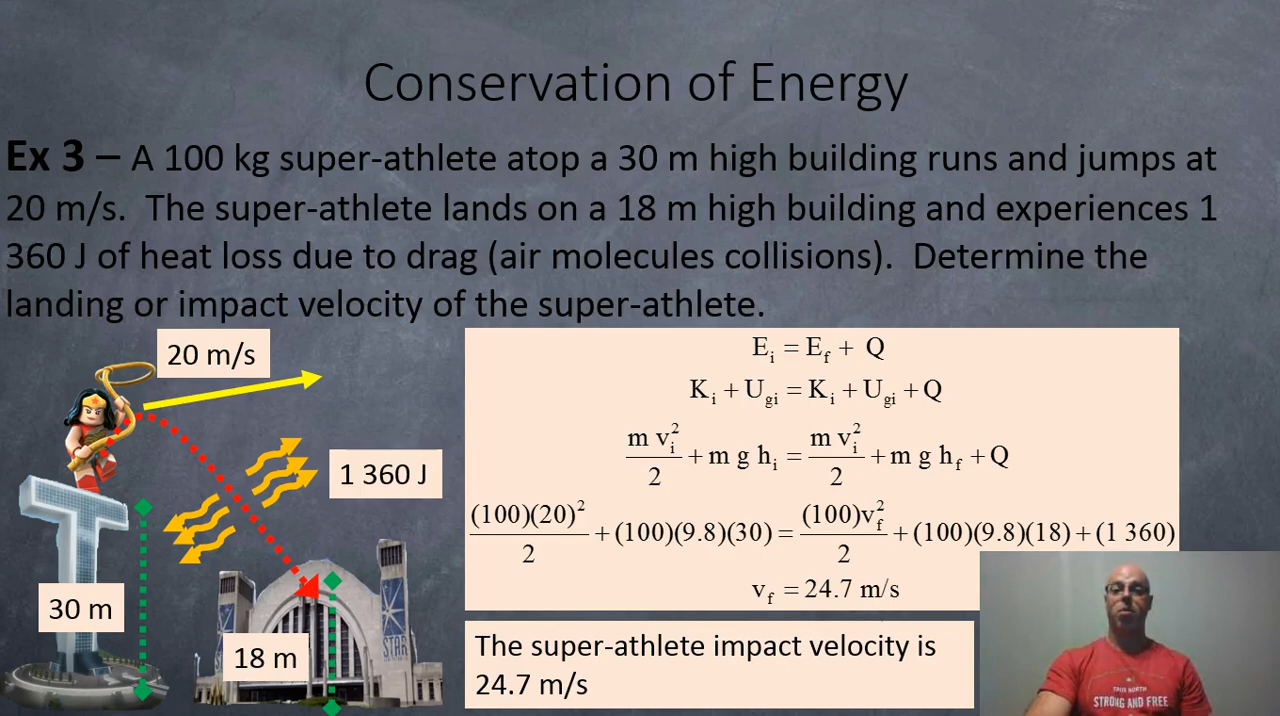 Conservation of Energy
Ex 3 – A 100 kg super-athlete atop a 30 m high building runs and jumps at
20 m/s. The super-athlete lands on a 18 m high building and experiences 1
360 J of heat loss due to drag (air molecules collisions). Determine the
landing or impact velocity of the super-athlete.
20 m/s
1 360 J
30 m
18 m
STAR
E_i = E_f + Q
K_i + U_gi = K_i + U_gi + Q
m v_i^2 / 2 + m g h_i = m v_i^2 / 2 + m g h_f + Q
(100)(20)^2 / 2 + (100)(9.8)(30) = (100)v_f^2 / 2 + (100)(9.8)(18) + (1 360)
v_f = 24.7 m/s
The super-athlete impact velocity is
24.7 m/s
TRUE NORTH
STRONG AND FREE